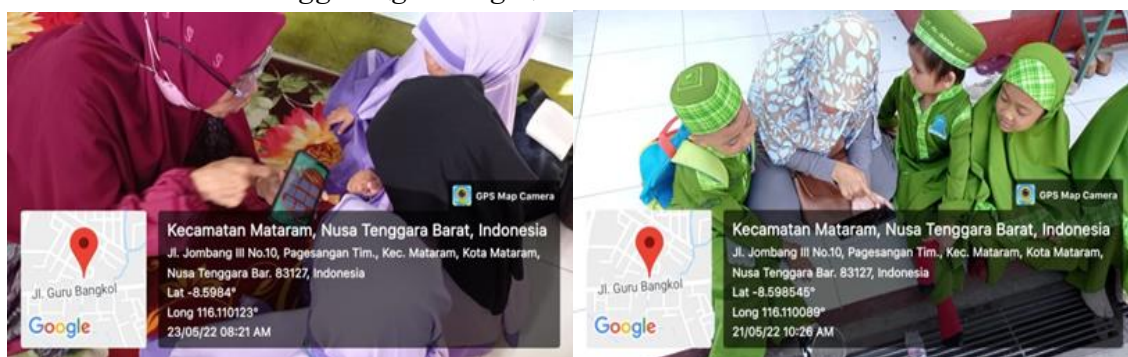 GPS Map Camera
Kecamatan Mataram, Nusa Tenggara Barat, Indonesia
Jl. Jombang III No.10, Pagesangan Tim., Kec. Mataram, Kota Mataram,
Nusa Tenggara Bar. 83127, Indonesia
Lat -8.5984°
Long 116.110123°
23/05/22 08:21 AM
Jl. Guru Bangkol
Google
GPS Map Camera
Kecamatan Mataram, Nusa Tenggara Barat, Indonesia
Jl. Jombang III No.10, Pagesangan Tim., Kec. Mataram, Kota Mataram,
Nusa Tenggara Bar. 83127, Indonesia
Lat -8.598545°
Long 116.110089°
21/05/22 10:26 AM
Jl. Guru Bangkol
Google